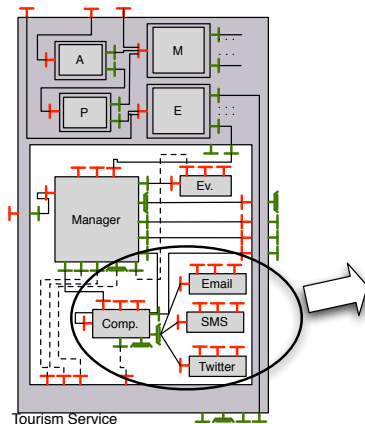 A
M
P
E
Ev.
Manager
Email
Comp.
SMS
Twitter
Tourism Service